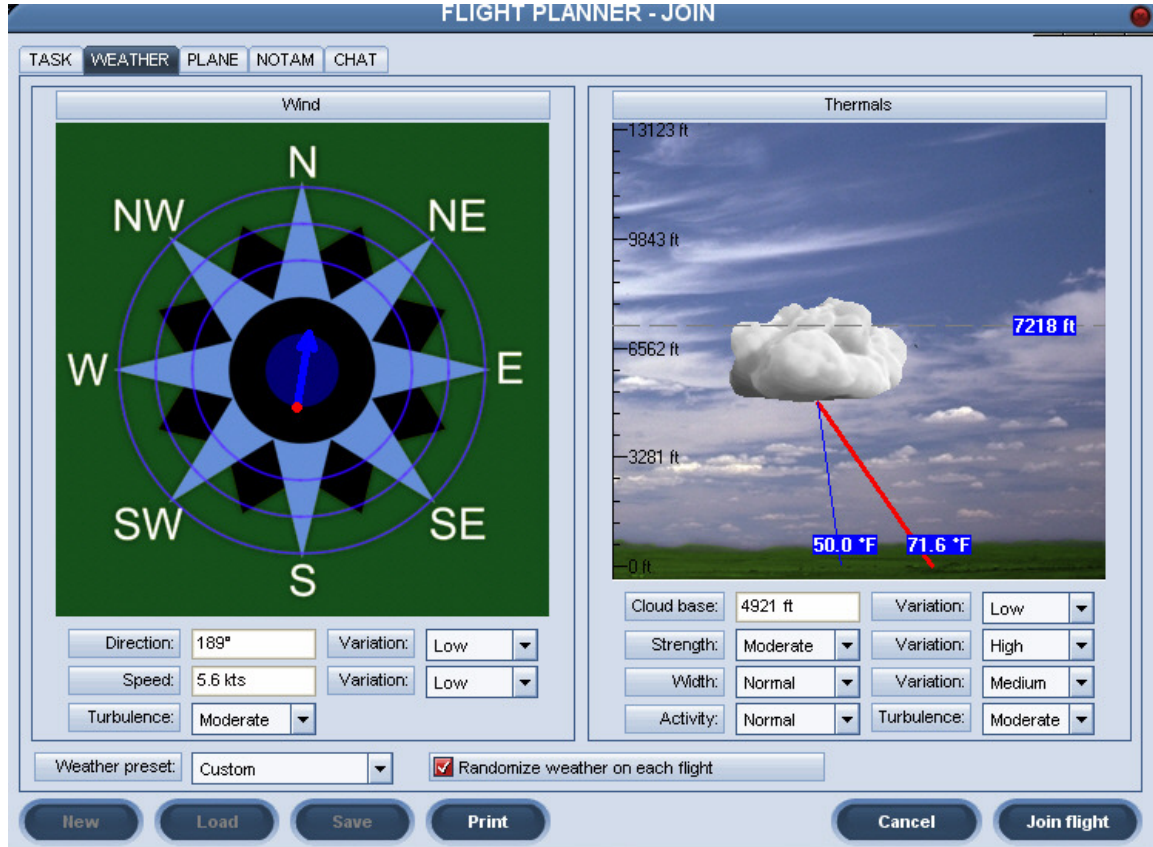 FLIGHT PLANNER - JOIN
TASK WEATHER PLANE NOTAM CHAT
Wind
N
NW NE
W E
SW SE
S
Direction: 189° Variation: Low
Speed: 5.6 kts Variation: Low
Turbulence: Moderate
Thermals
13123 ft
9843 ft
7218 ft
6562 ft
3281 ft
50.0 °F 71.6 °F
0 ft
Cloud base: 4921 ft Variation: Low
Strength: Moderate Variation: High
Width: Normal Variation: Medium
Activity: Normal Turbulence: Moderate
Weather preset: Custom Randomize weather on each flight
New Load Save Print Cancel Join flight